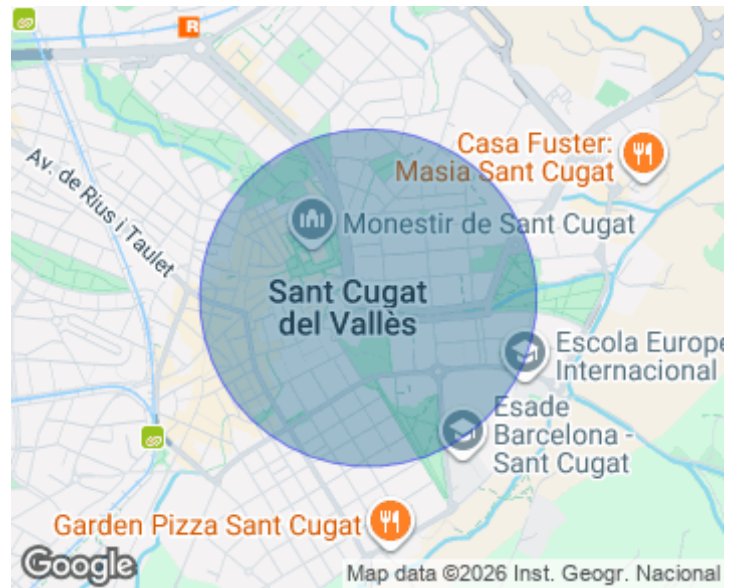 R
Casa Fuster:
Masia Sant Cugat
Av. de Rius i Taulet
Monestir de Sant Cugat
Sant Cugat
del Vallès
Escola Europe
Internacional
Esade
Barcelona -
Sant Cugat
Garden Pizza Sant Cugat
Google
Map data ©2026 Inst. Geogr. Nacional